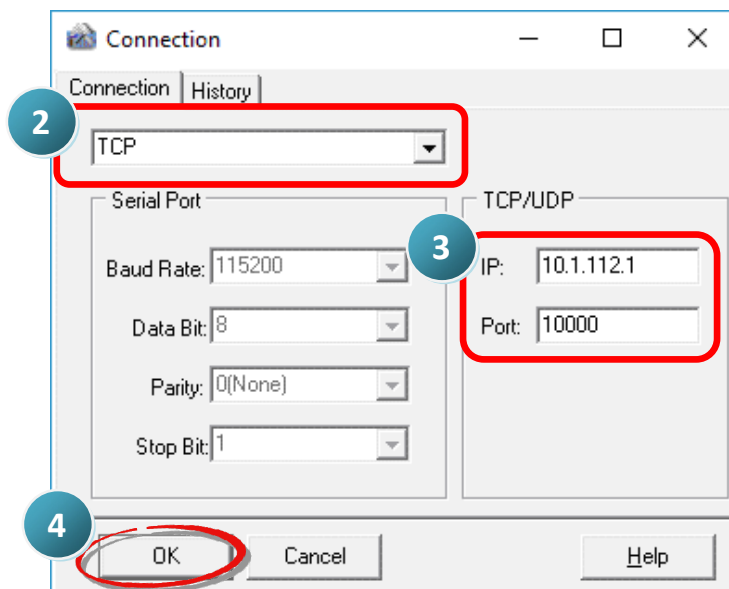 Connection
Connection History
2
TCP
Serial Port
Baud Rate: 115200
Data Bit: 8
Parity: 0(None)
Stop Bit: 1
TCP/UDP
3
IP: 10.1.112.1
Port: 10000
4
OK Cancel Help